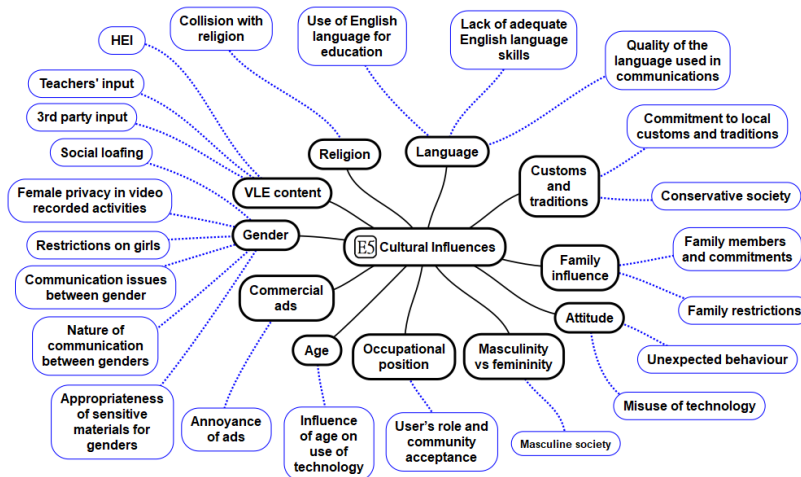 HEI
Collision with
religion
Use of English
language for
education
Lack of adequate
English language
skills
Quality of the
language used in
communications
Teachers' input
3rd party input
Social loafing
Female privacy in video
recorded activities
Restrictions on girls
Communication issues
between gender
Nature of
communication
between genders
Appropriateness
of sensitive
materials for
genders
Religion
Language
VLE content
Gender
E5 Cultural Influences
Customs
and
traditions
Commitment to local
customs and traditions
Conservative society
Family
influence
Family members
and commitments
Family restrictions
Commercial
ads
Attitude
Unexpected behaviour
Misuse of technology
Age
Occupational
position
Masculinity
vs femininity
Annoyance
of ads
Influence
of age on
use of
technology
User's role and
community
acceptance
Masculine society